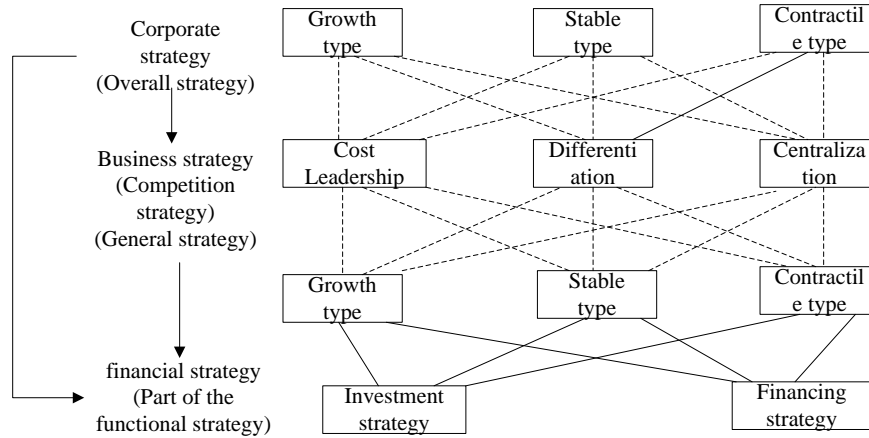 Corporate
strategy
(Overall strategy)
Growth
type
Stable
type
Contractil
e type
Business strategy
(Competition
strategy)
(General strategy)
Cost
Leadership
Differenti
ation
Centraliza
tion
Growth
type
Stable
type
Contractil
e type
financial strategy
(Part of the
functional strategy)
Investment
strategy
Financing
strategy